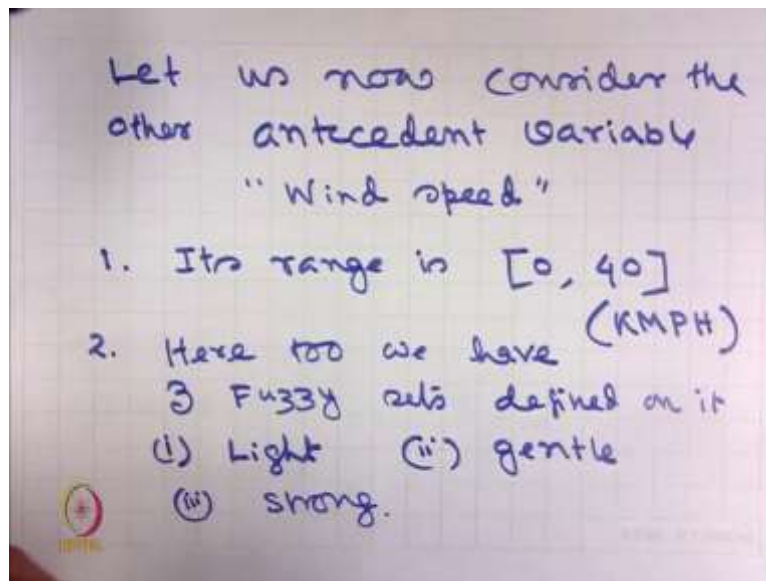 Let us now consider the
other antecedent variable
"Wind speed"
1. Its range is [0, 40]
(KMPH)
2. Here too we have
3 Fuzzy sets defined on it
(i) Light (ii) gentle
(iii) strong.